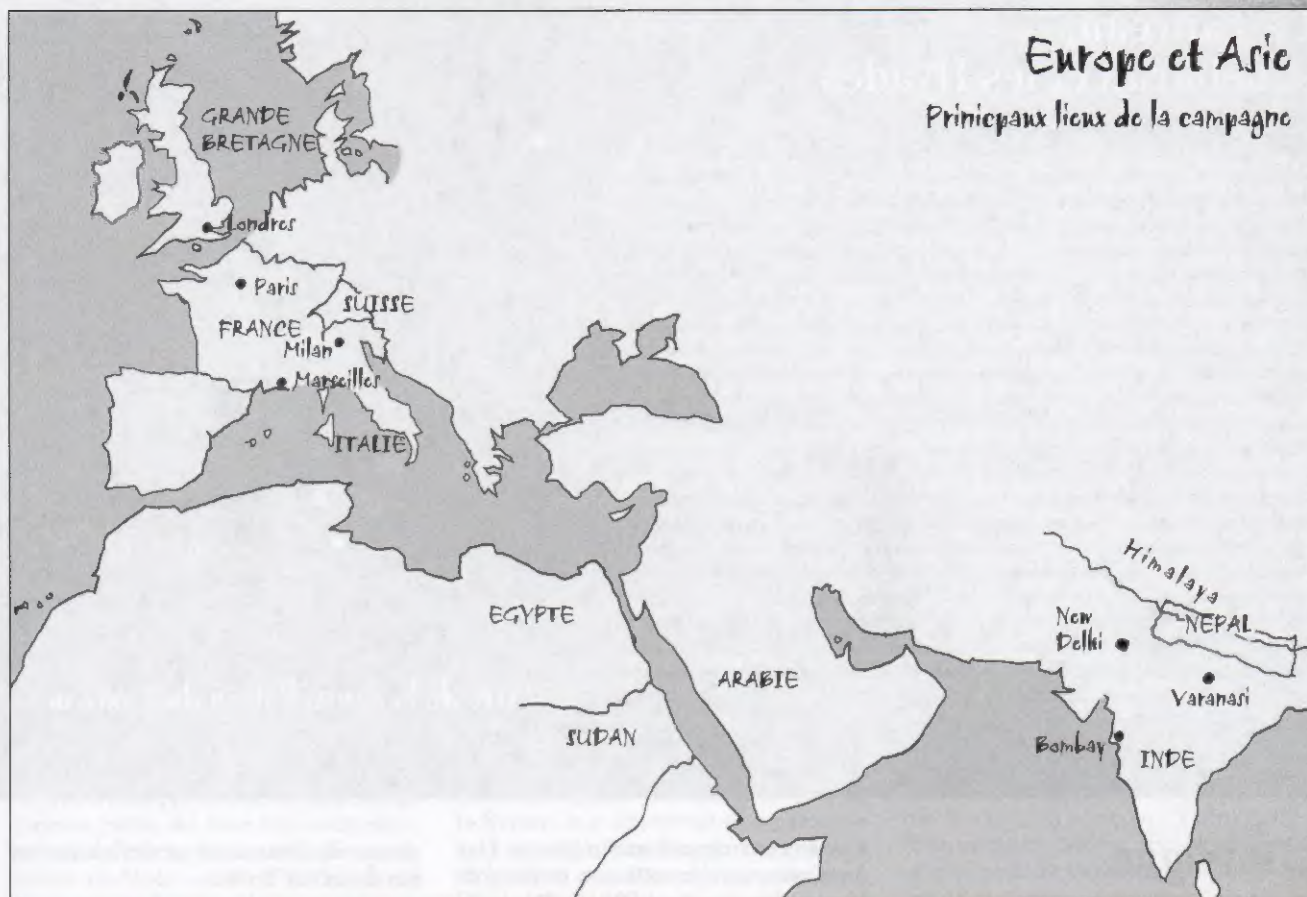 Europe et Asie
Prinicpaux lieux de la campagne
GRANDE
BRETAGNE
Londres
Paris
SUISSE
FRANCE
Milan
Marseilles
ITALIE
Himalaya
EGYPTE
New
Delhi
NEPAL
ARABIE
Varanasi
SUDAN
Bombay
INDE